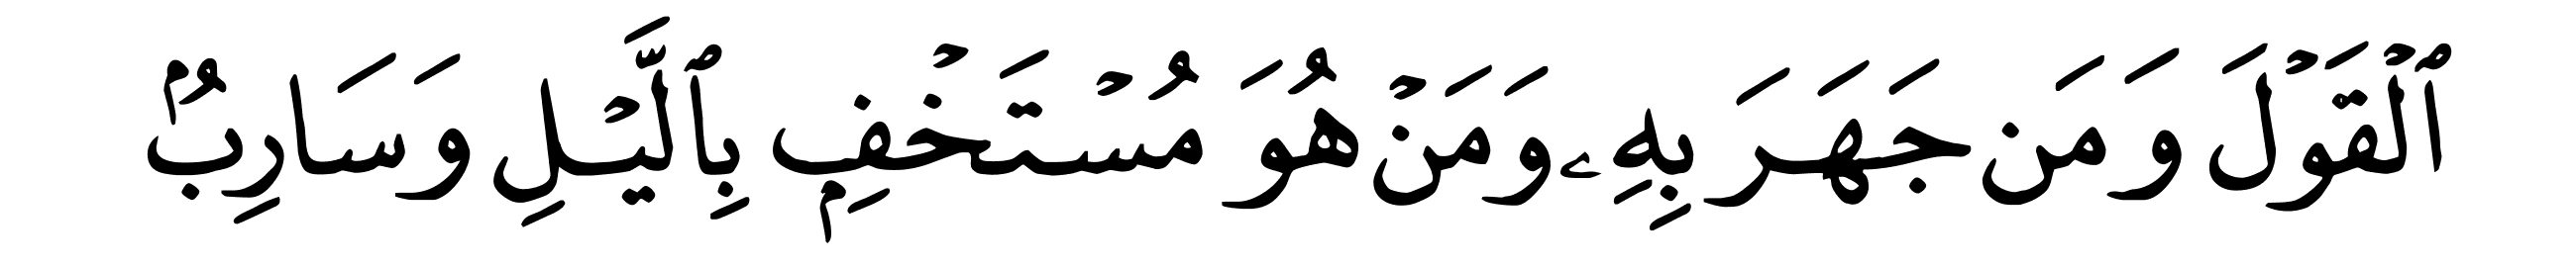 ٱلۡقَوۡلَ وَمَن جَهَرَ بِهِۦ وَمَنۡ هُوَ مُسۡتَخۡفِۭ بِٱلَّيۡلِ وَسَارِبُۢ